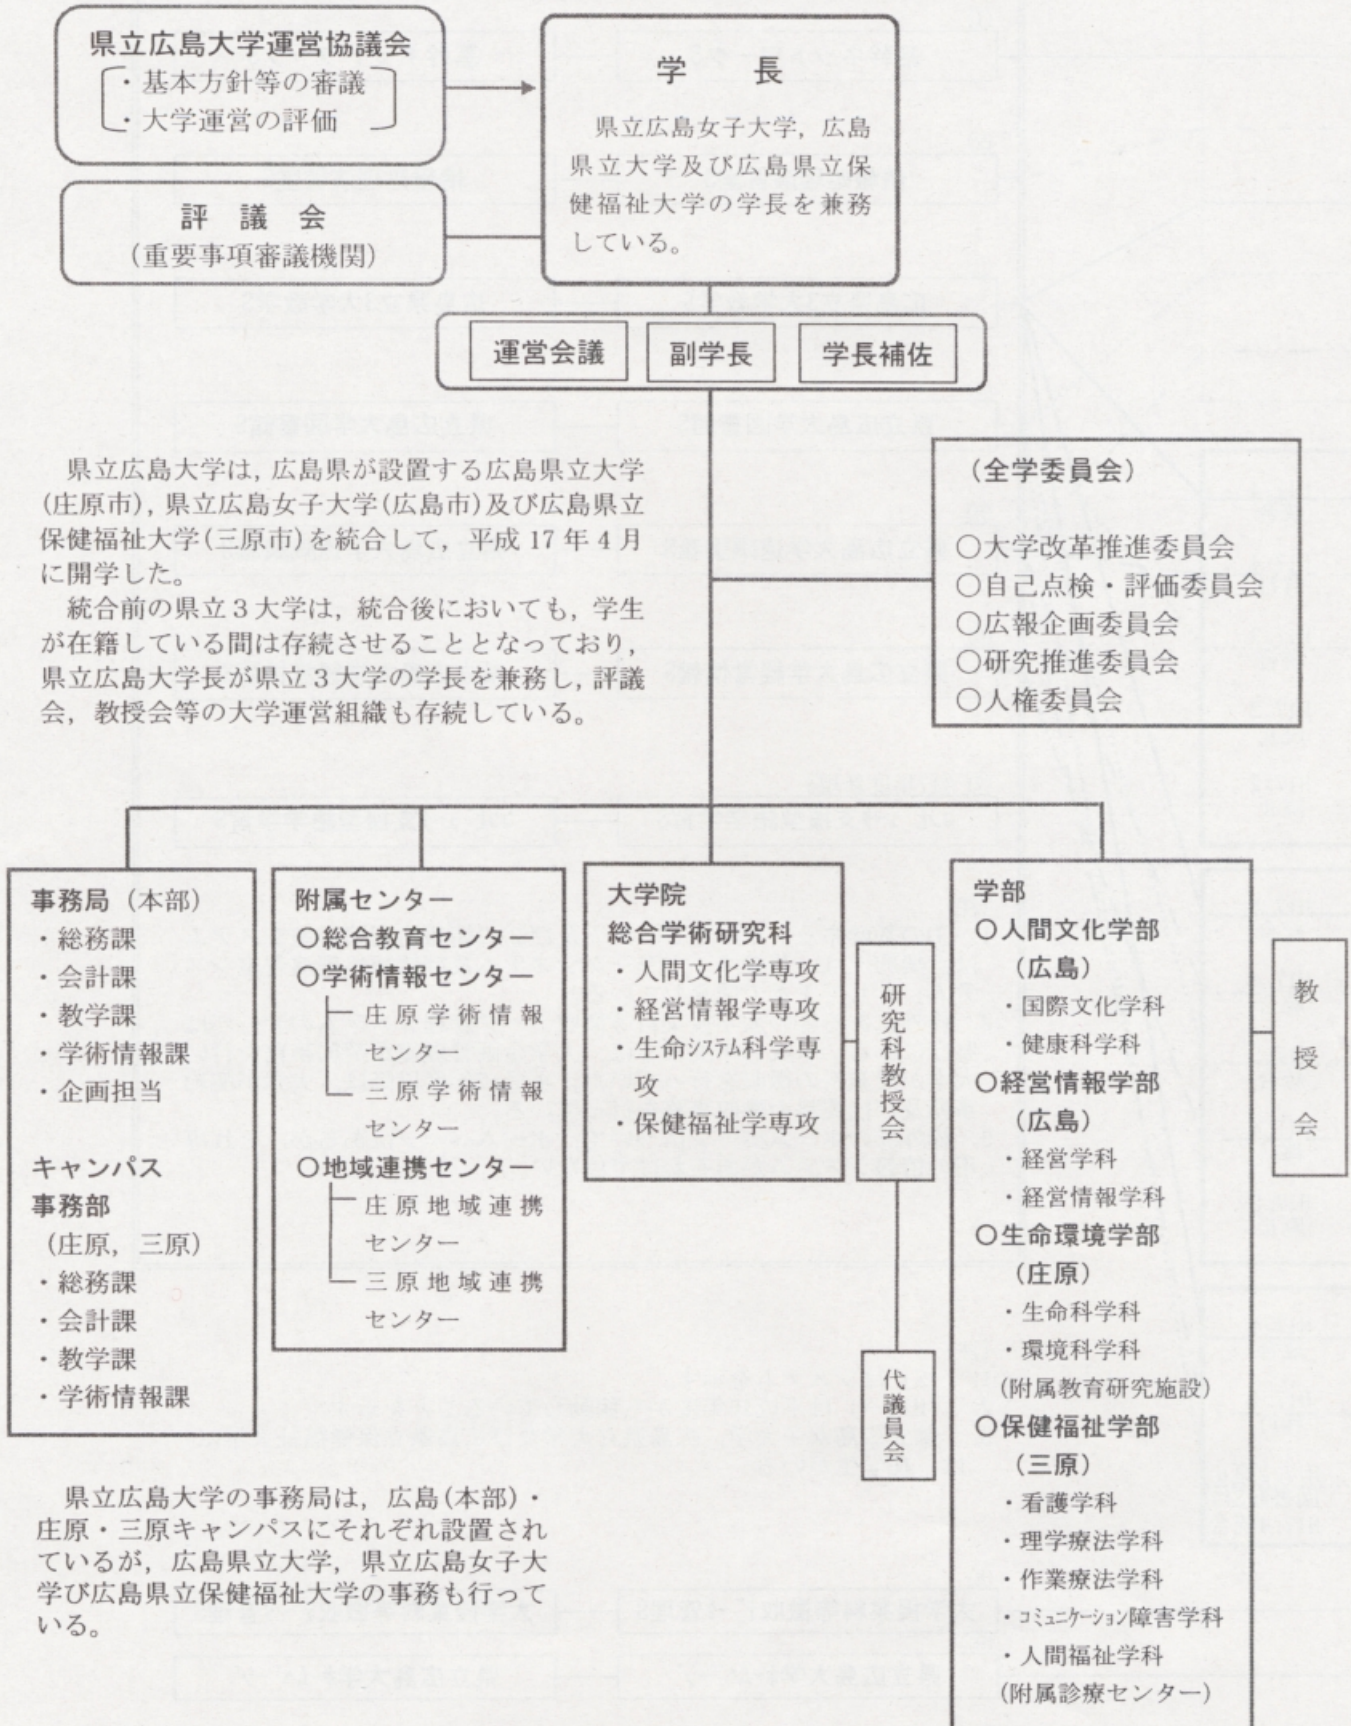 県立広島大学運営協議会
・基本方針等の審議
・大学運営の評価
評 議 会
(重要事項審議機関)
学 長
県立広島女子大学，広島
県立大学及び広島県立保
健福祉大学の学長を兼務
している。
運営会議
副学長
学長補佐
県立広島大学は，広島県が設置する広島県立大学
(庄原市)，県立広島女子大学(広島市)及び広島県立
保健福祉大学(三原市)を統合して，平成 17 年 4 月
に開学した。
統合前の県立３大学は，統合後においても，学生
が在籍している間は存続させることとなっており，
県立広島大学長が県立３大学の学長を兼務し，評議
会，教授会等の大学運営組織も存続している。
（全学委員会）
○大学改革推進委員会
○自己点検・評価委員会
○広報企画委員会
○研究推進委員会
○人権委員会
事務局（本部）
・総務課
・会計課
・教学課
・学術情報課
・企画担当
キャンパス
事務部
（庄原，三原）
・総務課
・会計課
・教学課
・学術情報課
附属センター
○総合教育センター
○学術情報センター
庄原学術情報
センター
三原学術情報
センター
○地域連携センター
庄原地域連携
センター
三原地域連携
センター
大学院
総合学術研究科
・人間文化学専攻
・経営情報学専攻
・生命ｼｽﾃﾑ科学専
攻
・保健福祉学専攻
研究科教授会
代議員会
学部
○人間文化学部
（広島）
・国際文化学科
・健康科学科
○経営情報学部
（広島）
・経営学科
・経営情報学科
○生命環境学部
（庄原）
・生命科学科
・環境科学科
(附属教育研究施設)
○保健福祉学部
（三原）
・看護学科
・理学療法学科
・作業療法学科
・ｺﾐｭﾆｹｰｼｮﾝ障害学科
・人間福祉学科
(附属診療センター)
教授会
県立広島大学の事務局は，広島(本部)・
庄原・三原キャンパスにそれぞれ設置され
ているが，広島県立大学，県立広島女子大
学び広島県立保健福祉大学の事務も行って
いる。